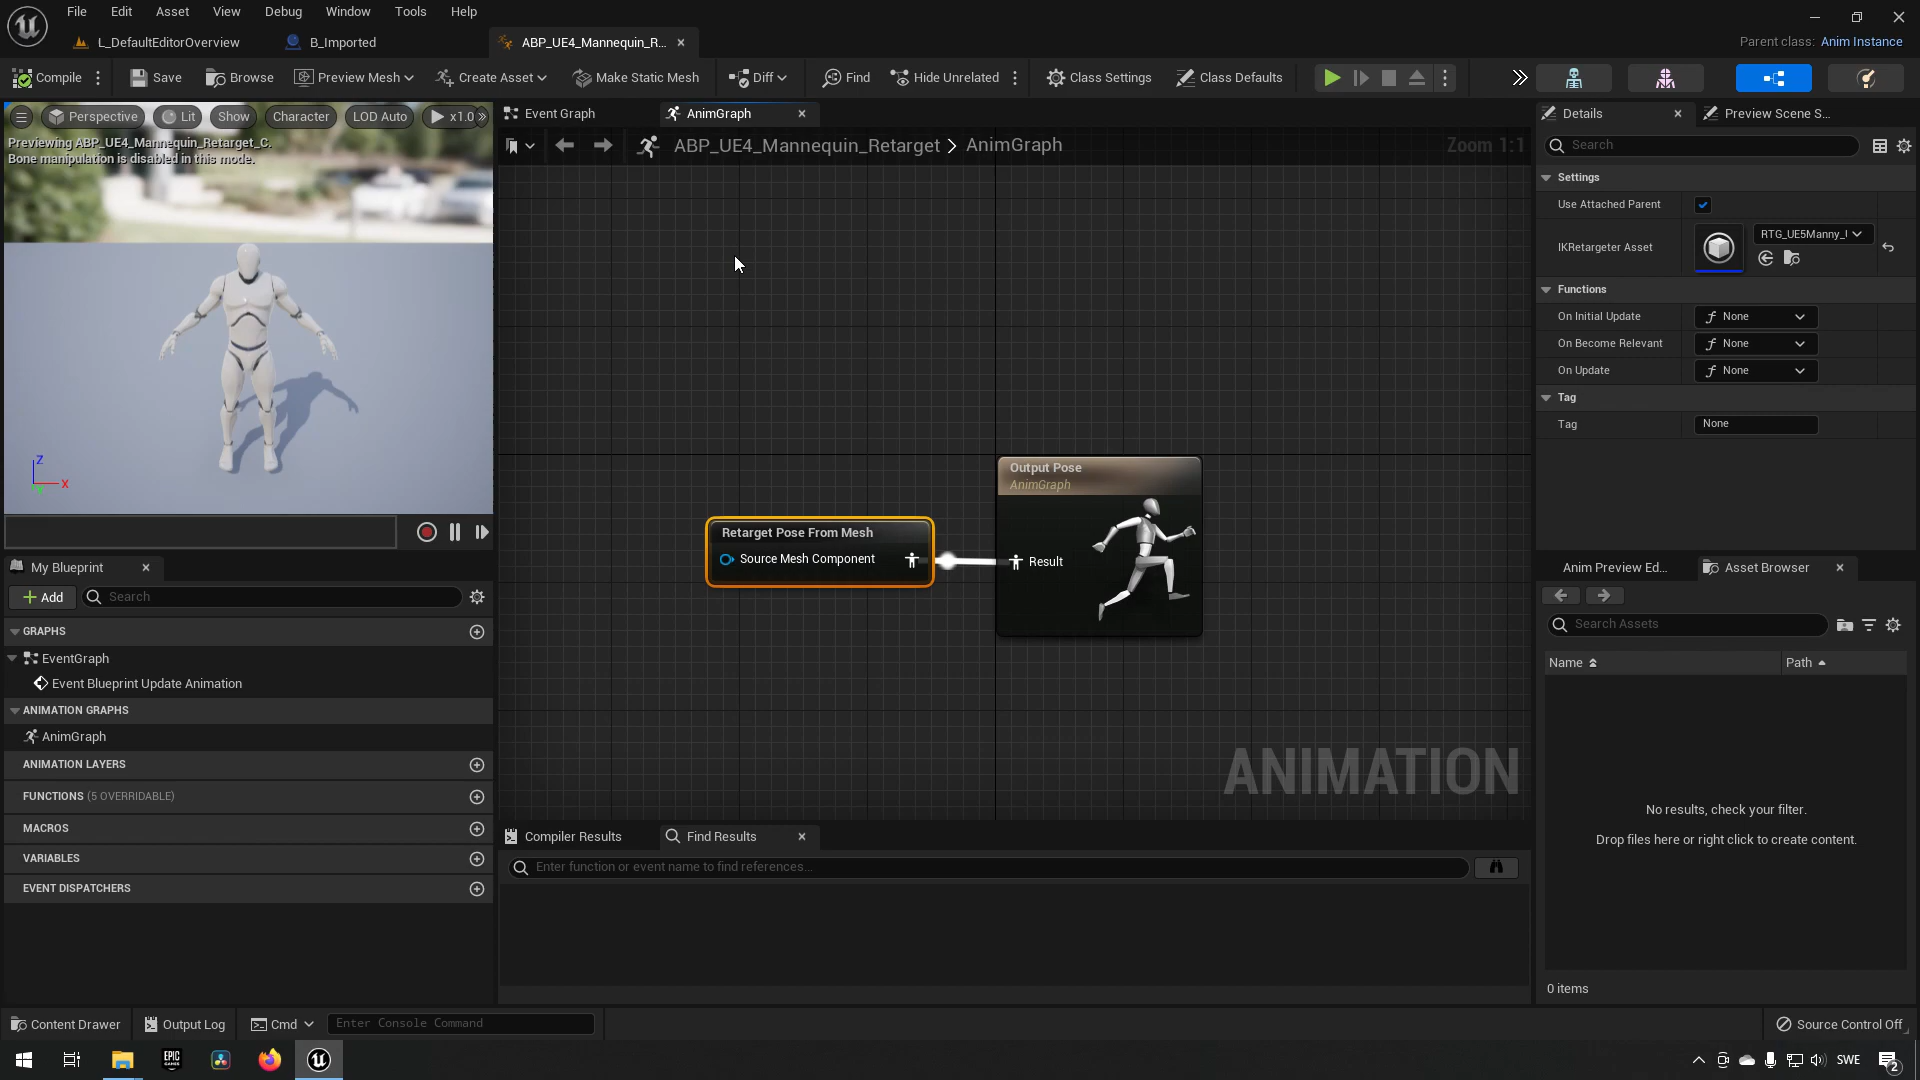 File Edit Asset View Debug Window Tools Help
L_DefaultEditorOverview
B_Imported
ABP_UE4_Mannequin_R...
Parent class: Anim Instance
Compile
Save
Browse
Preview Mesh
Create Asset
Make Static Mesh
Diff
Find
Hide Unrelated
Class Settings
Class Defaults
Perspective
Lit
Show
Character
LOD Auto
x1.0
Previewing ABP_UE4_Mannequin_Retarget_C.
Bone manipulation is disabled in this mode.
Z
X
Event Graph
AnimGraph
ABP_UE4_Mannequin_Retarget > AnimGraph
Zoom 1:1
Retarget Pose From Mesh
Source Mesh Component
Output Pose
AnimGraph
Result
ANIMATION
My Blueprint
Add
Search
GRAPHS
EventGraph
Event Blueprint Update Animation
ANIMATION GRAPHS
AnimGraph
ANIMATION LAYERS
FUNCTIONS (5 OVERRIDABLE)
MACROS
VARIABLES
EVENT DISPATCHERS
Compiler Results
Find Results
Enter function or event name to find references...
Details
Preview Scene S...
Search
Settings
Use Attached Parent
IKRetargeter Asset
Functions
On Initial Update
None
On Become Relevant
None
On Update
None
Tag
Tag
None
Anim Preview Ed...
Asset Browser
Search Assets
Name
Path
No results, check your filter.
Drop files here or right click to create content.
0 items
Content Drawer
Output Log
Cmd
Enter Console Command
Source Control Off
EPIC
GAMES
SWE
2